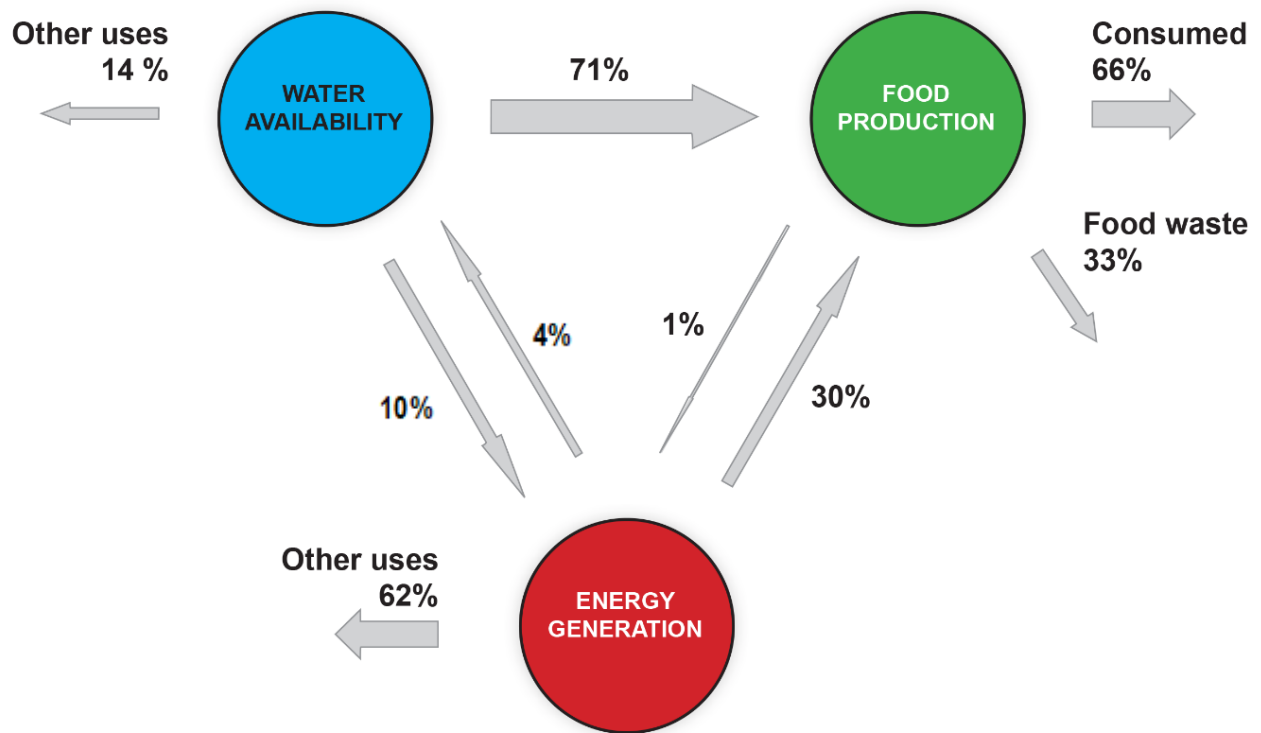 Other uses
14 %
WATER
AVAILABILITY
71%
FOOD
PRODUCTION
Consumed
66%
Food waste
33%
4%
1%
10%
30%
Other uses
62%
ENERGY
GENERATION